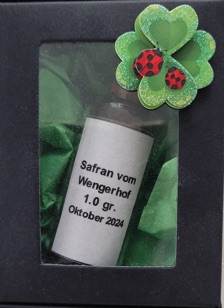 Safran vom
Wengerhof
1.0 gr.
Oktober 2024